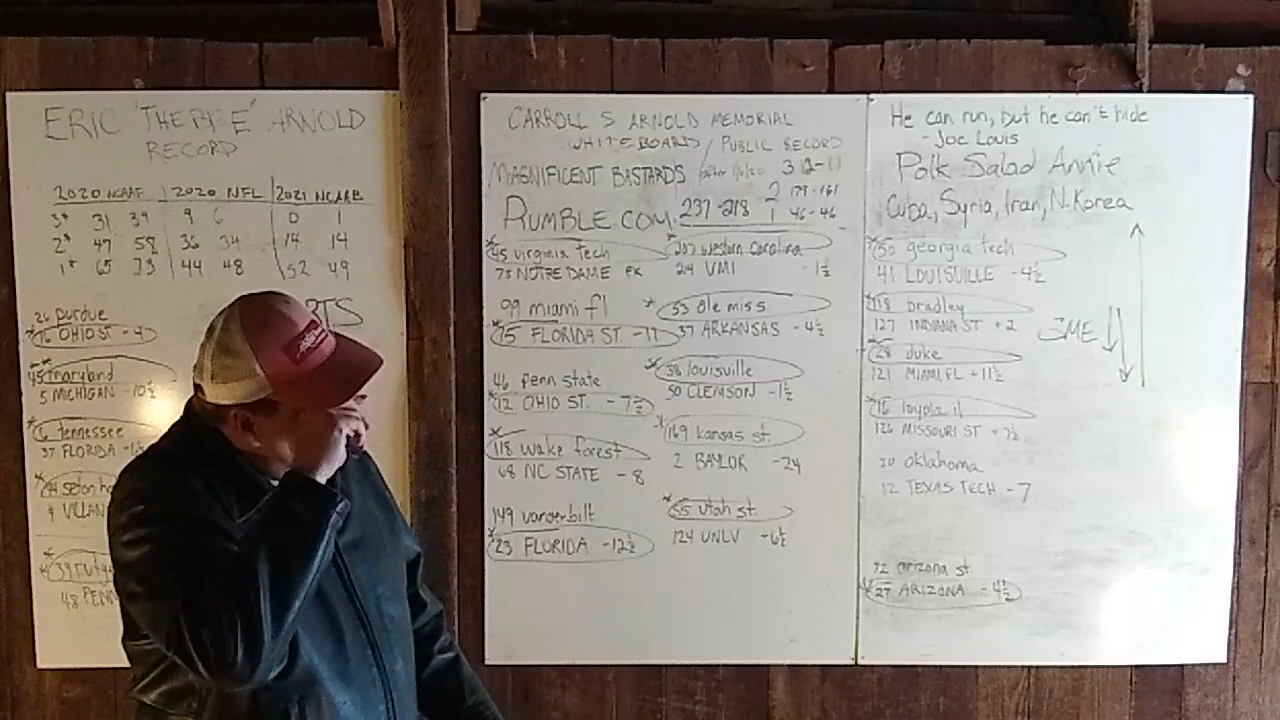 ERIC "THE BEE" ARNOLD
RECORD
2020 NCAAF 2020 NFL 2021 NCAAB
3* 31 39 9 6 0 1
2* 47 58 36 34 14 14
1* 65 73 44 48 52 49
RTS
26 purdue
*16 OHIO ST - 9
45 maryland
5 MICHIGAN -10½
*6 tennessee
37 FLORIDA
seton ho
9 VILLAN
39 rutg
48 PENN
CARROLL S ARNOLD MEMORIAL
WHITEBOARD / PUBLIC RECORD
MAGNIFICENT BASTARDS 3 12-11
RUMBLE.COM 237-218 2 179-161
1 46-46
*45 virginia tech
75 NOTRE DAME PK
99 miami fl
*15 FLORIDA ST. -11
46 penn state
*12 OHIO ST. -7½
*118 wake forest
68 NC STATE -8
149 vanderbilt
*23 FLORIDA -12½
*207 western carolina
24 VMI -1½
*53 ole miss
37 ARKANSAS -4½
*38 louisville
50 CLEMSON -1½
*169 kansas st.
2 BAYLOR -24
*55 utah st.
124 UNLV -6½
He can run, but he can't hide
-Joe Louis
Polk Salad Annie
Cuba, Syria, Iran, N. Korea
*50 georgia tech
41 LOUISVILLE -4½
*118 bradley
127 INDIANA ST +2
*28 duke
121 MIAMI FL +11½
*16 loyola il
126 MISSOURI ST +7½
20 oklahoma
12 TEXAS TECH -7
72 arizona st.
*27 ARIZONA -4½
GME